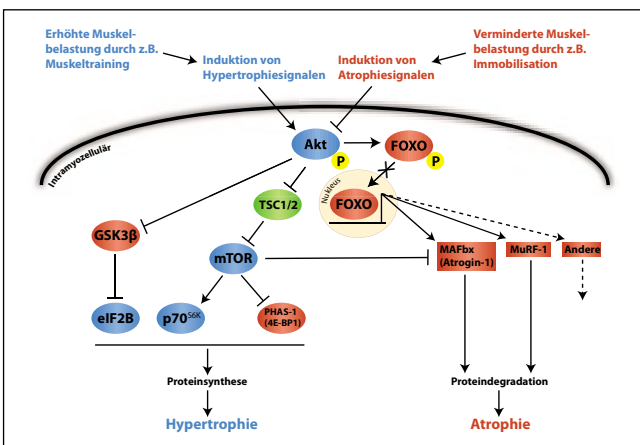 Erhöhte Muskel-
belastung durch z.B.
Muskeltraining
Induktion von
Hypertrophiesignalen
Induktion von
Atrophiesignalen
Verminderte Muskel-
belastung durch z.B.
Immobilisation
Intramyozellulär
Akt
P
FOXO
P
Nukleus
FOXO
TSC1/2
GSK3β
mTOR
MAFbx
(Atrogin-1)
MuRF-1
Andere
eIF2B
p70S6K
PHAS-1
(4E-BP1)
Proteinsynthese
Proteindegradation
Hypertrophie
Atrophie